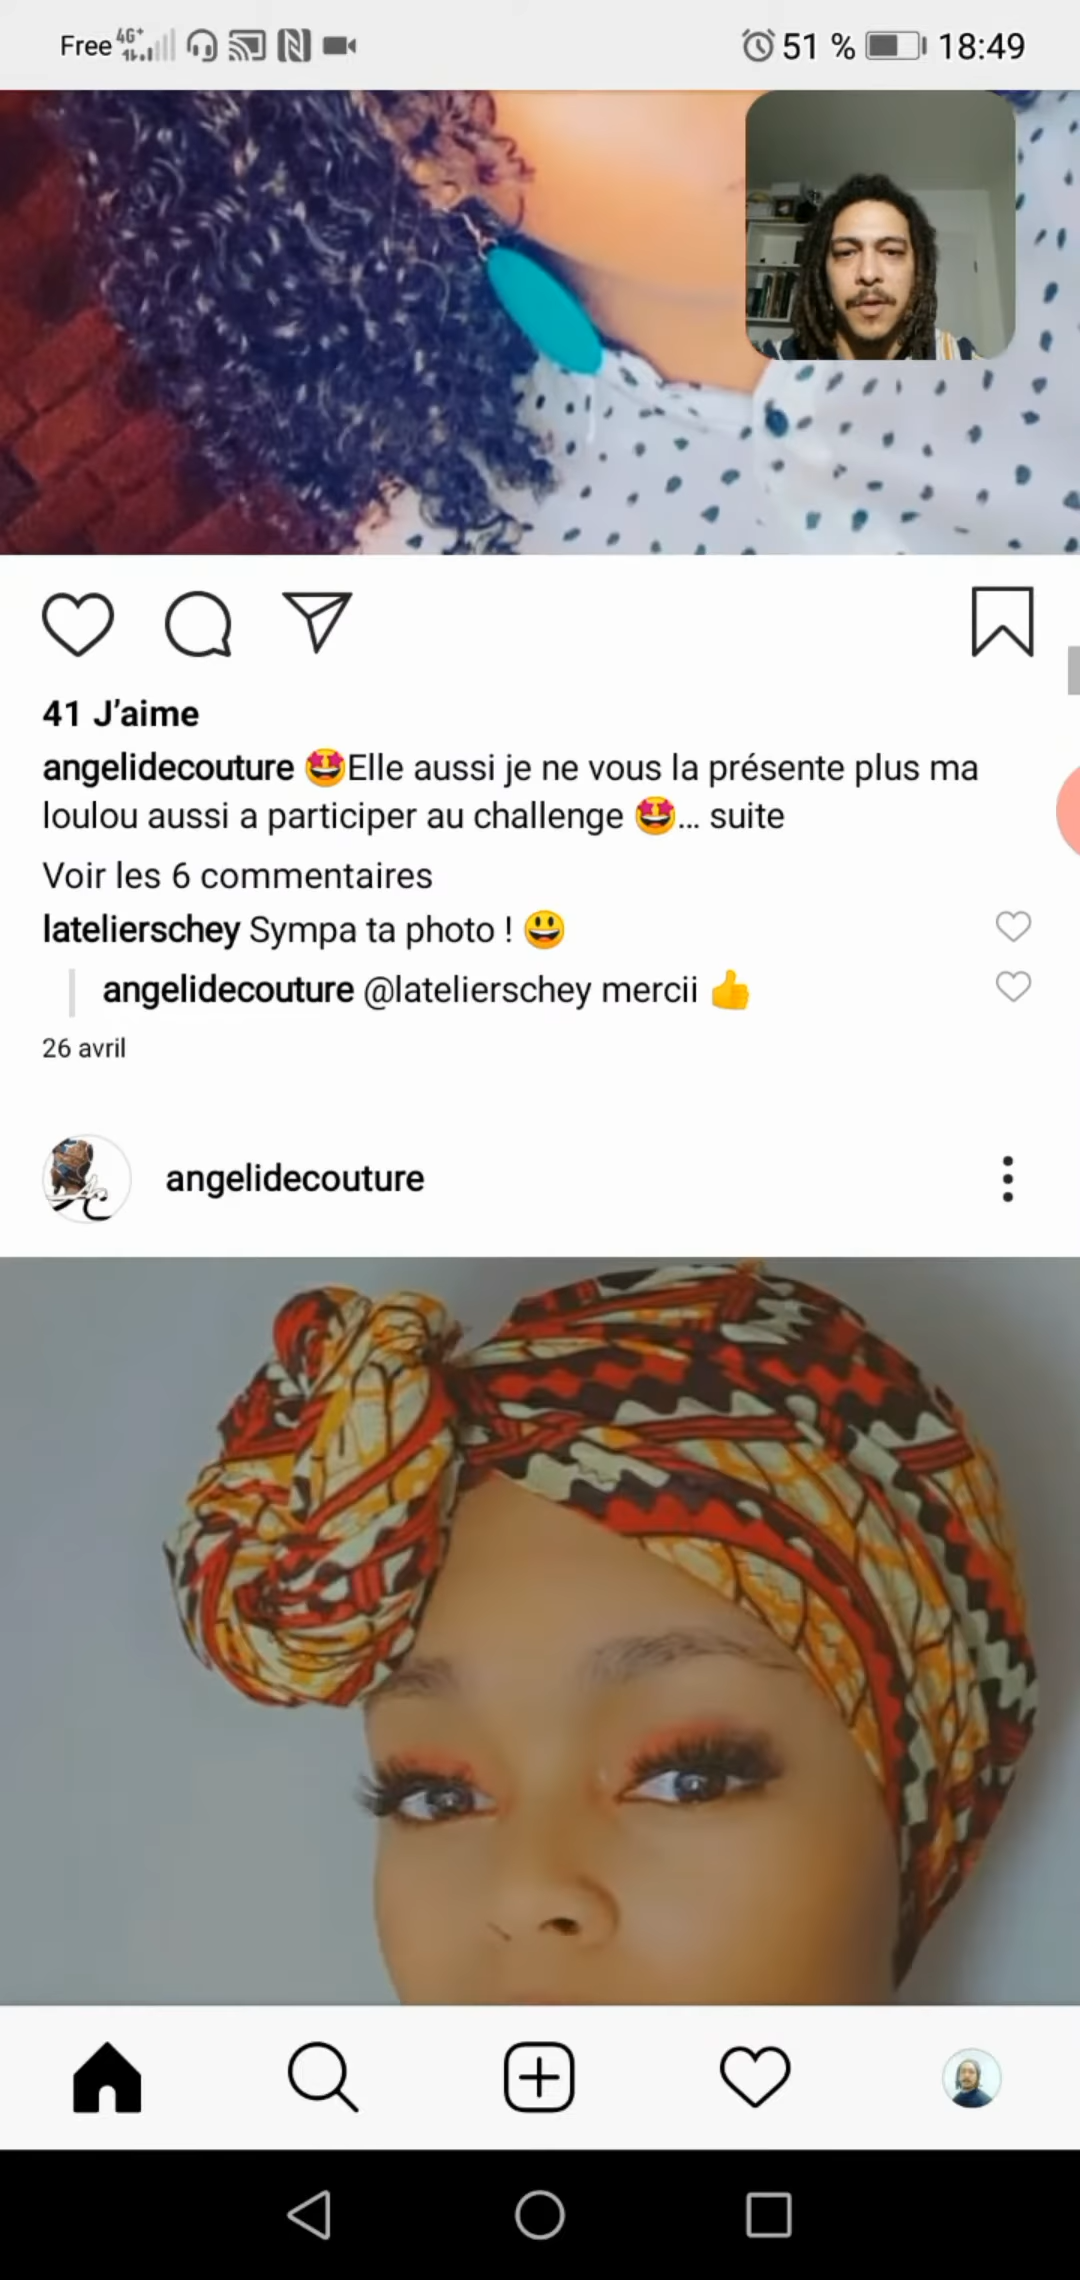 Free 4G+ 51 % 18:49
41 J’aime
angelidecouture 🤩Elle aussi je ne vous la présente plus ma
loulou aussi a participer au challenge 🤩... suite
Voir les 6 commentaires
latelierschey Sympa ta photo ! 😃
angelidecouture @latelierschey mercii 👍
26 avril
AC
angelidecouture